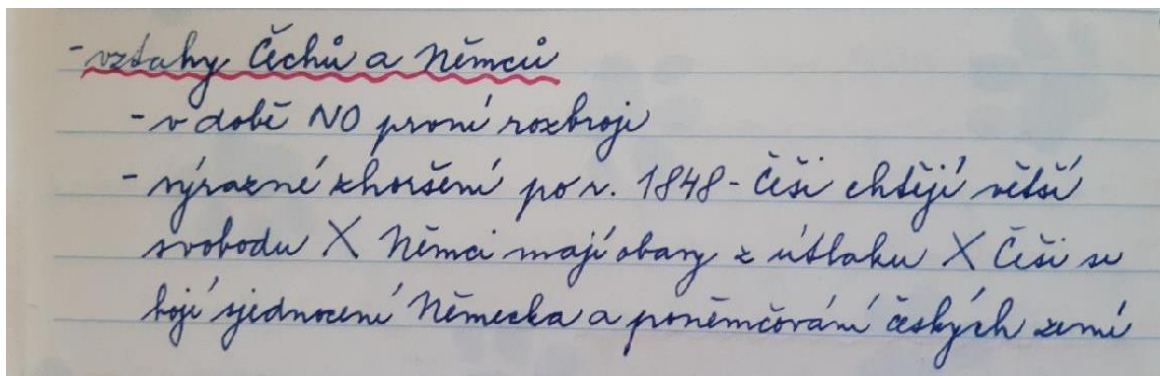 - vztahy Čechů a Němců
- v době NO první rozbroje
- výrazné zhoršení po r. 1848 - Češi chtějí větší
svobodu X Němci mají obavy z útlaku X Češi se
bojí sjednocení Německa a poněmčování českých zemí